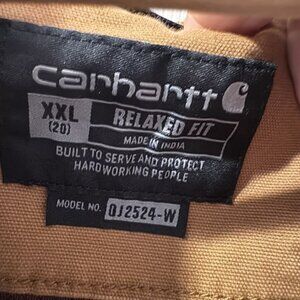 carhartt
XXL
(20)
RELAXED FIT
MADE IN INDIA
BUILT TO SERVE AND PROTECT
HARDWORKING PEOPLE
MODEL NO. OJ2524-W